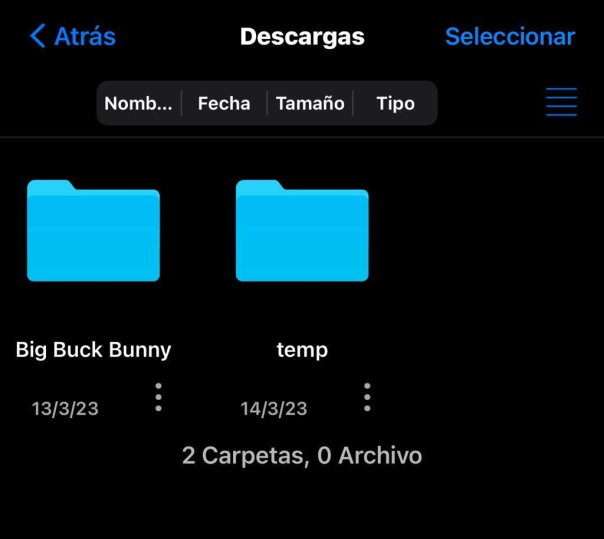 Atrás Descargas Seleccionar
Nomb... Fecha Tamaño Tipo
Big Buck Bunny temp
13/3/23 14/3/23
2 Carpetas, 0 Archivo